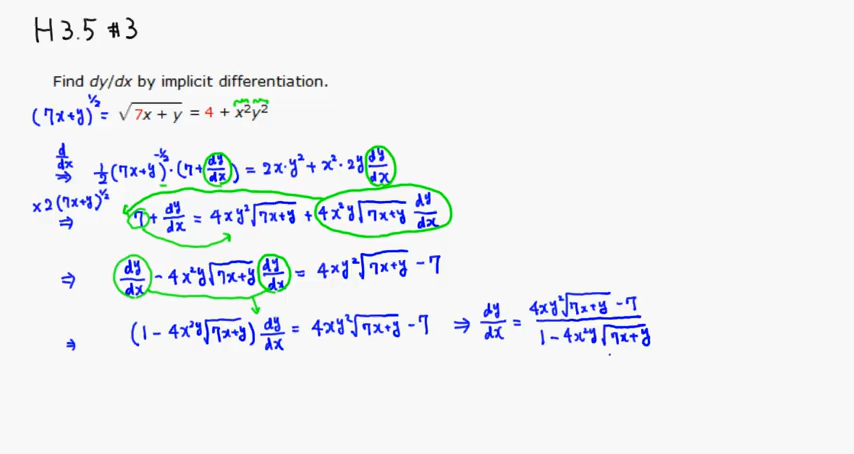 H 3.5 #3
Find dy/dx by implicit differentiation.
(7x+y)^½ = √(7x + y) = 4 + x²y²
d/dx ⇒ ½(7x+y)^-½ · (7 + dy/dx) = 2x·y² + x²·2y dy/dx
×2(7x+y)^½ ⇒ 7 + dy/dx = 4xy²√(7x+y) + 4x²y√(7x+y) dy/dx
⇒ dy/dx - 4x²y√(7x+y) dy/dx = 4xy²√(7x+y) - 7
⇒ (1 - 4x²y√(7x+y)) dy/dx = 4xy²√(7x+y) - 7 ⇒ dy/dx = (4xy²√(7x+y) - 7)/(1 - 4x²y√(7x+y))